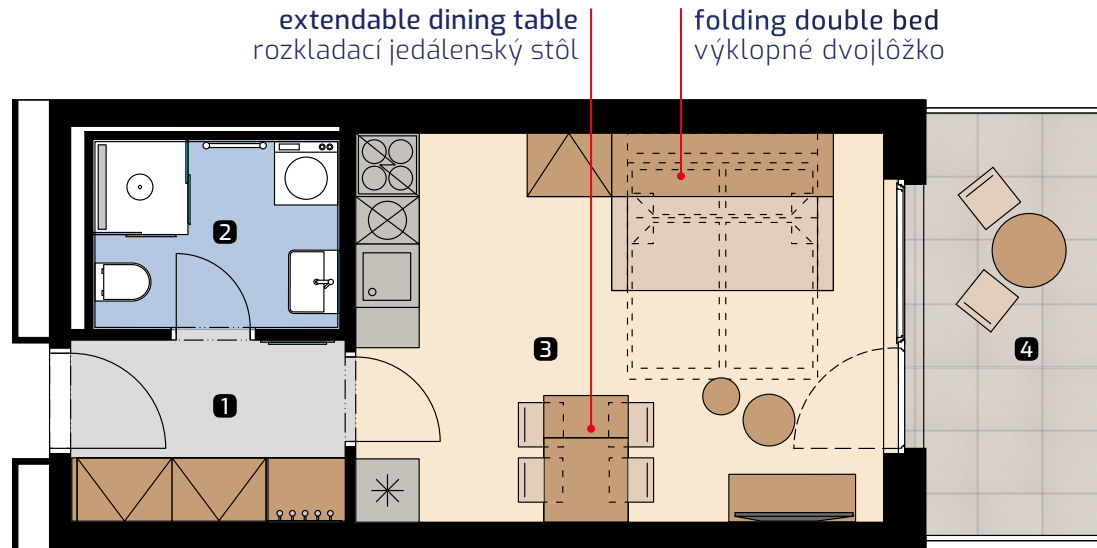 extendable dining table
rozkladací jedálenský stôl
folding double bed
výklopné dvojlôžko
2
3
4
1